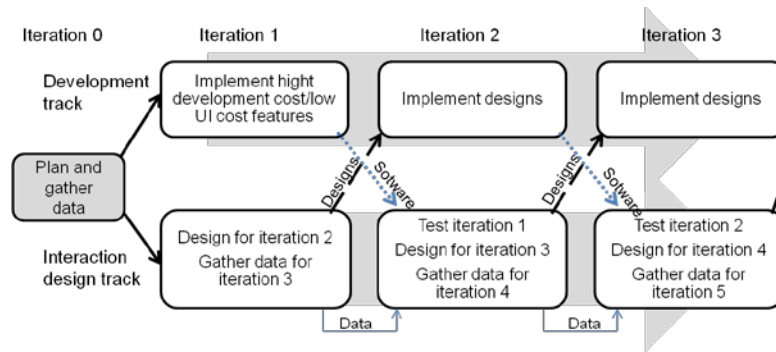 Iteration 0
Iteration 1
Iteration 2
Iteration 3
Development
track
Implement hight
development cost/low
UI cost features
Implement designs
Implement designs
Plan and
gather
data
Designs
Sotware
Designs
Sotware
Interaction
design track
Design for iteration 2
Gather data for
iteration 3
Test iteration 1
Design for iteration 3
Gather data for
iteration 4
Test iteration 2
Design for iteration 4
Gather data for
iteration 5
Data
Data